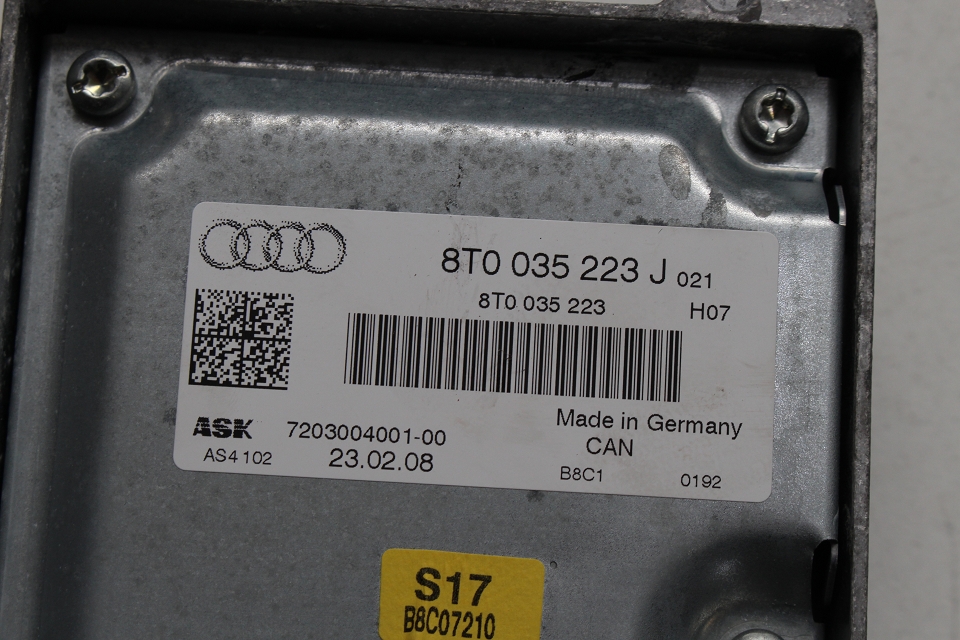 8T0 035 223 J 021
8T0 035 223 H07
ASK 7203004001-00
AS4 102 23.02.08
Made in Germany
CAN
B8C1 0192
S17
B8C07210